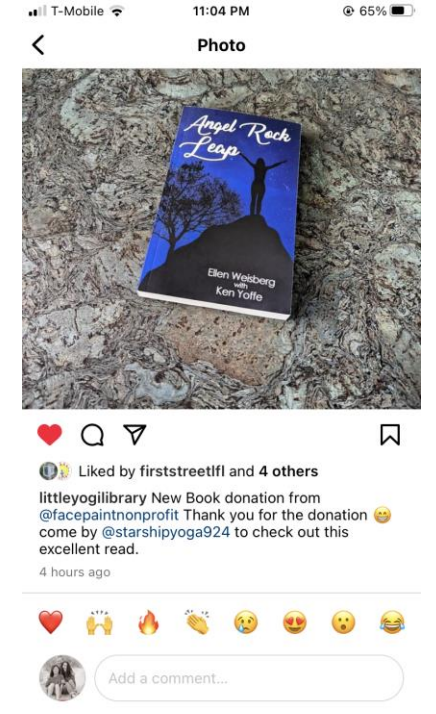 T-Mobile 11:04 PM 65%
Photo
Angel Rock
Leap
Ellen Weisberg
with
Ken Yoffe
Liked by firststreetlfl and 4 others
littleyogilibrary New Book donation from
@facepaintnonprofit Thank you for the donation 😁
come by @starshipyoga924 to check out this
excellent read.
4 hours ago
❤️ 🙌 🔥 👏 😢 😍 😮 😂
Add a comment...